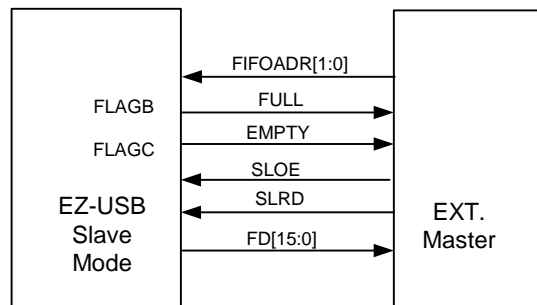 FIFOADR[1:0]
FLAGB
FULL
FLAGC
EMPTY
SLOE
SLRD
FD[15:0]
EZ-USB
Slave
Mode
EXT.
Master